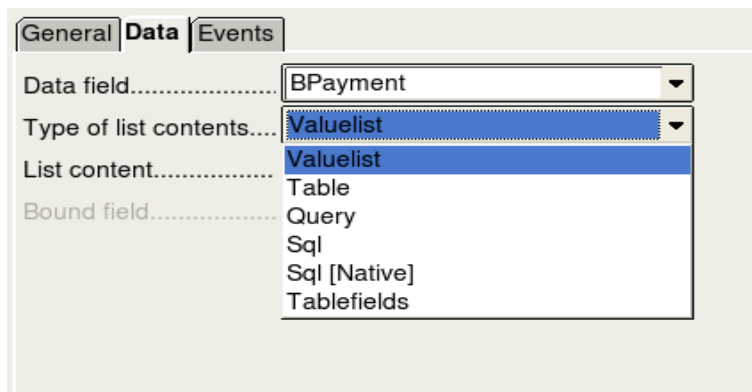 General Data Events
Data field..................... BPayment
Type of list contents.... Valuelist
List content................. Valuelist
Table
Bound field.................. Query
Sql
Sql [Native]
Tablefields